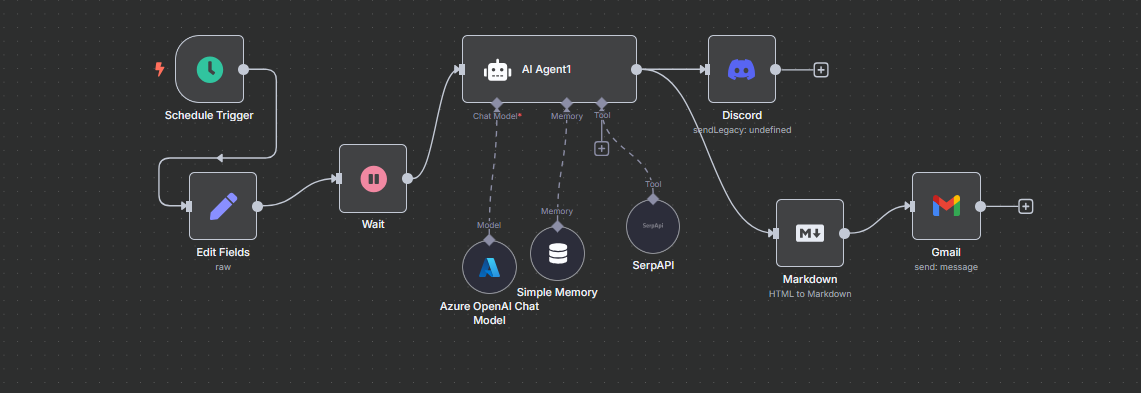 Schedule Trigger
Edit Fields
raw
Wait
AI Agent1
Chat Model*
Memory
Tool
Model
Azure OpenAI Chat
Model
Memory
Simple Memory
Tool
SerpApi
SerpAPI
Discord
sendLegacy: undefined
M↓
Markdown
HTML to Markdown
Gmail
send: message